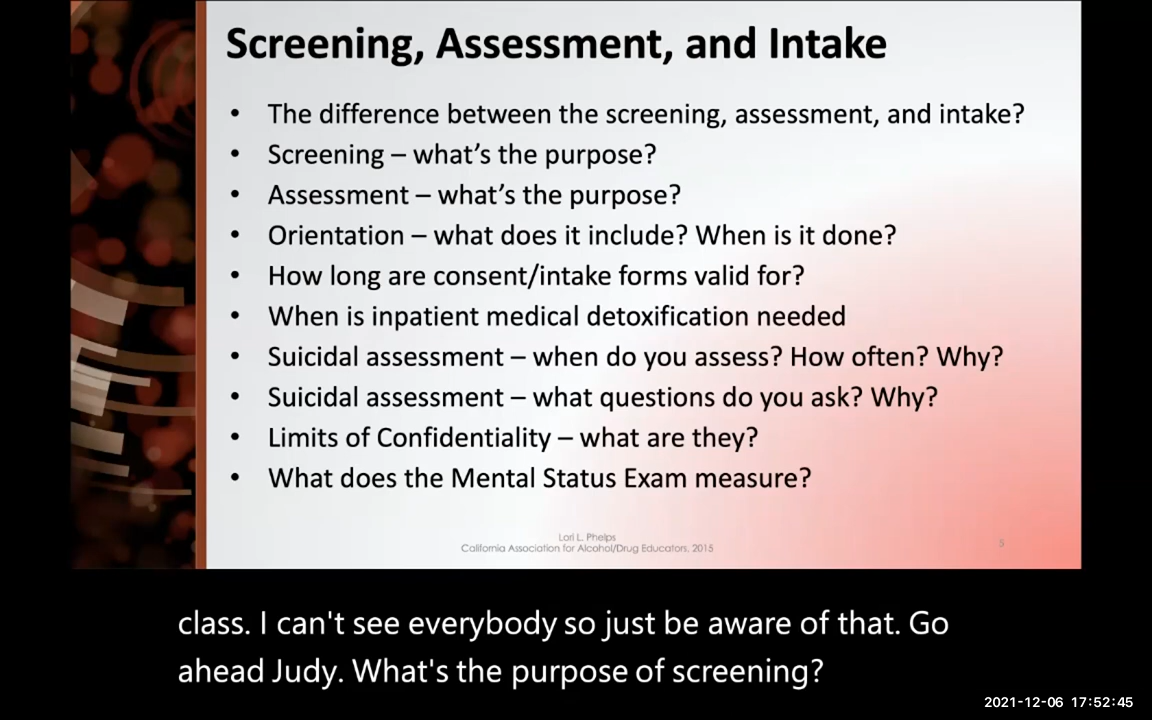 Screening, Assessment, and Intake
• The difference between the screening, assessment, and intake?
• Screening – what's the purpose?
• Assessment – what's the purpose?
• Orientation – what does it include? When is it done?
• How long are consent/intake forms valid for?
• When is inpatient medical detoxification needed
• Suicidal assessment – when do you assess? How often? Why?
• Suicidal assessment – what questions do you ask? Why?
• Limits of Confidentiality – what are they?
• What does the Mental Status Exam measure?
Lori L. Phelps
California Association for Alcohol/Drug Educators, 2015
5
class. I can't see everybody so just be aware of that. Go
ahead Judy. What's the purpose of screening?
2021-12-06 17:52:45